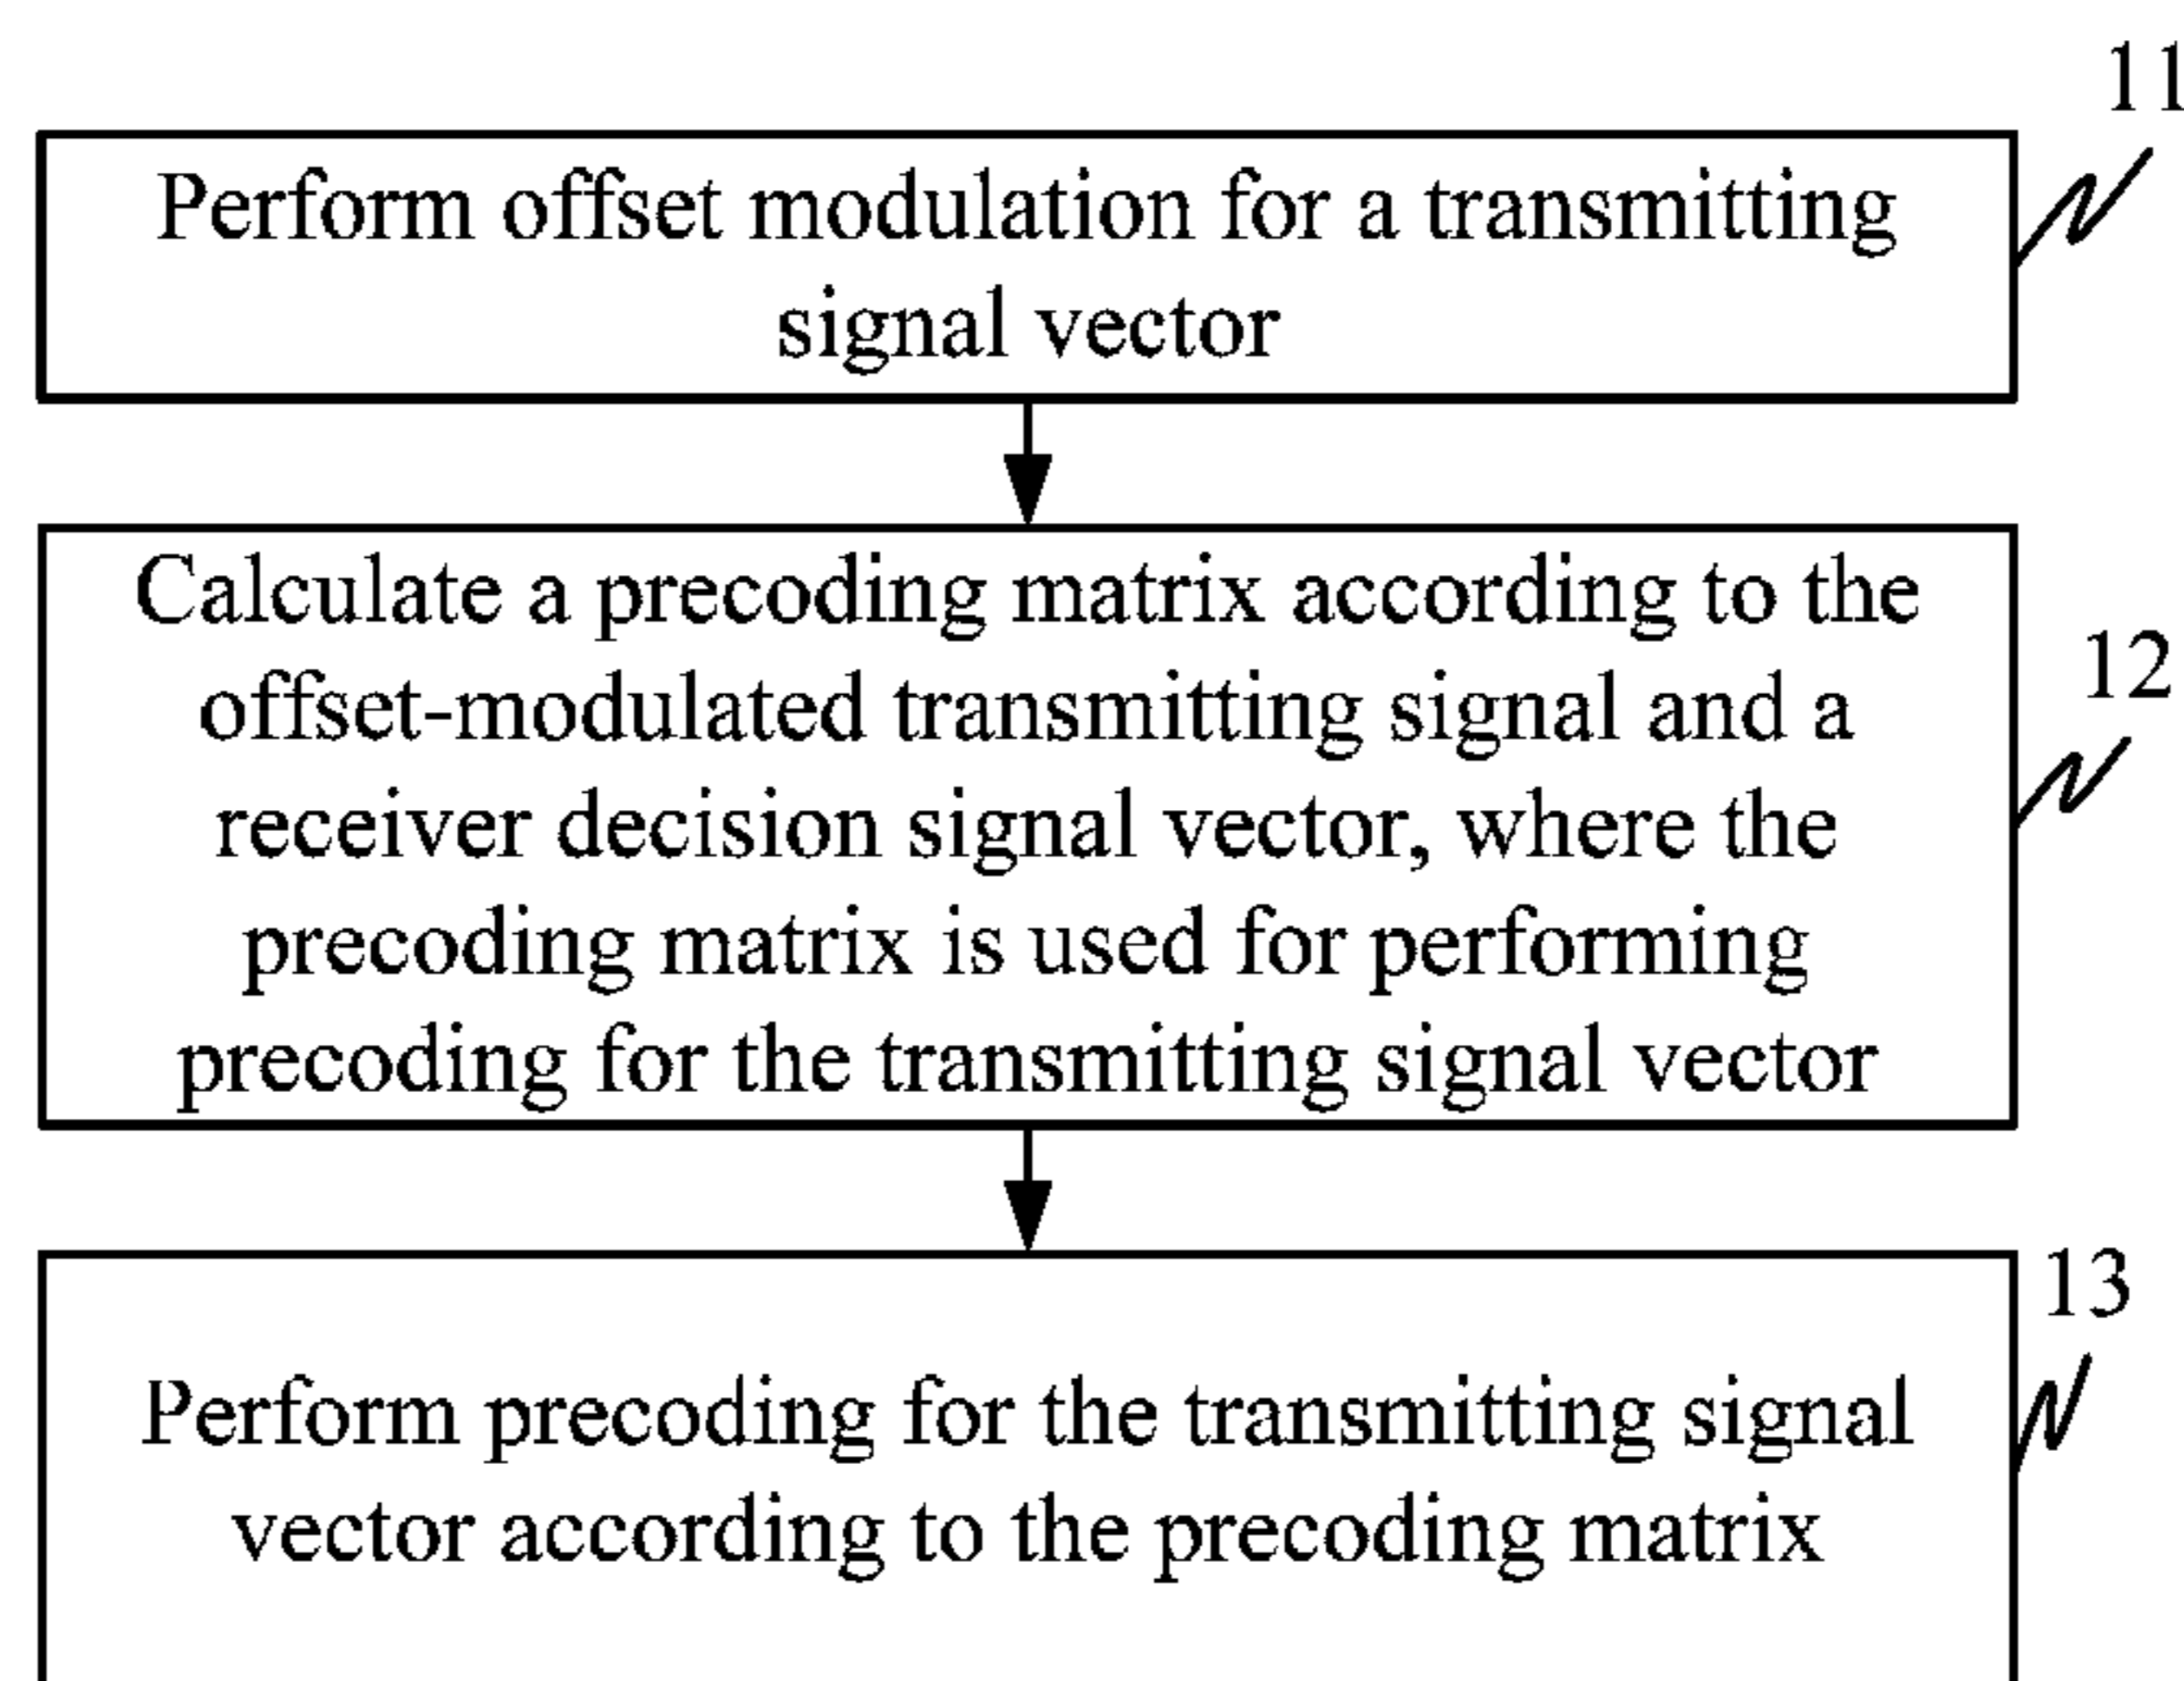 11
Perform offset modulation for a transmitting
signal vector
Calculate a precoding matrix according to the
offset-modulated transmitting signal and a
receiver decision signal vector, where the
precoding matrix is used for performing
precoding for the transmitting signal vector
12
13
Perform precoding for the transmitting signal
vector according to the precoding matrix